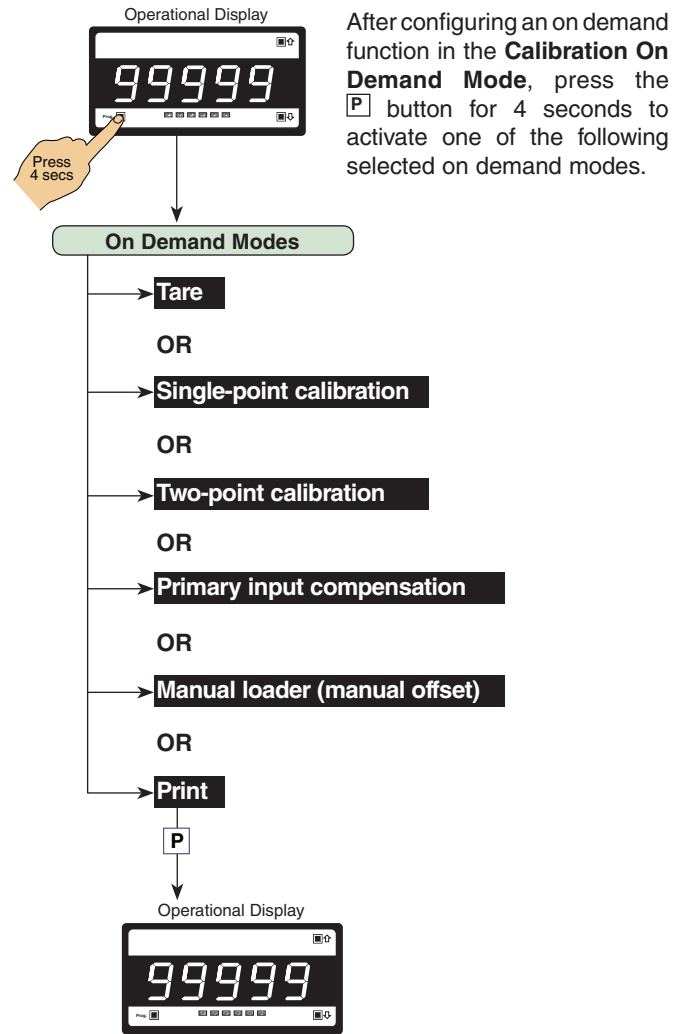 Operational Display
99999
Prog.
Press
4 secs
After configuring an on demand
function in the Calibration On
Demand Mode, press the
P button for 4 seconds to
activate one of the following
selected on demand modes.
On Demand Modes
Tare
OR
Single-point calibration
OR
Two-point calibration
OR
Primary input compensation
OR
Manual loader (manual offset)
OR
Print
P
Operational Display
99999
Prog.